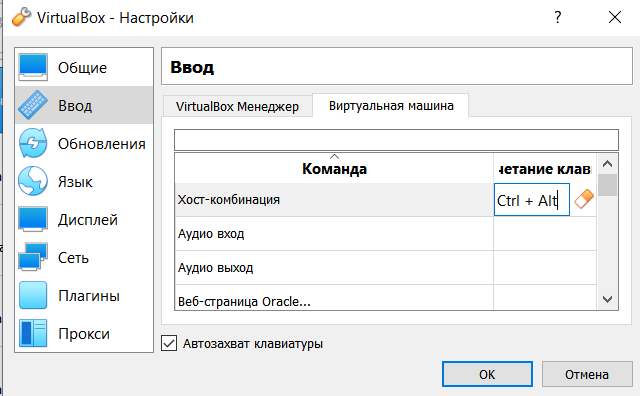 VirtualBox - Настройки
Общие
Ввод
Обновления
Язык
Дисплей
Сеть
Плагины
Прокси
Ввод
VirtualBox Менеджер
Виртуальная машина
Команда четание клав
Хост-комбинация Ctrl + Alt
Аудио вход
Аудио выход
Веб-страница Oracle...
Автозахват клавиатуры
OK Отмена